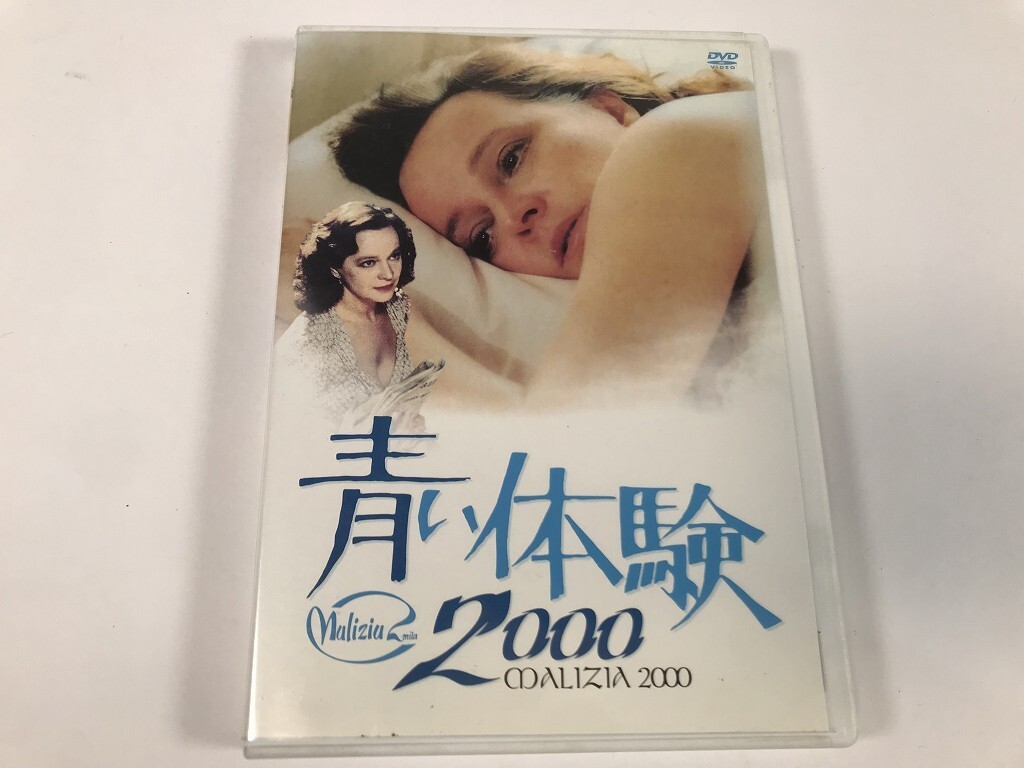 DVD
VIDEO
青い体験
Malizia 2mila
2000
MALIZIA 2000